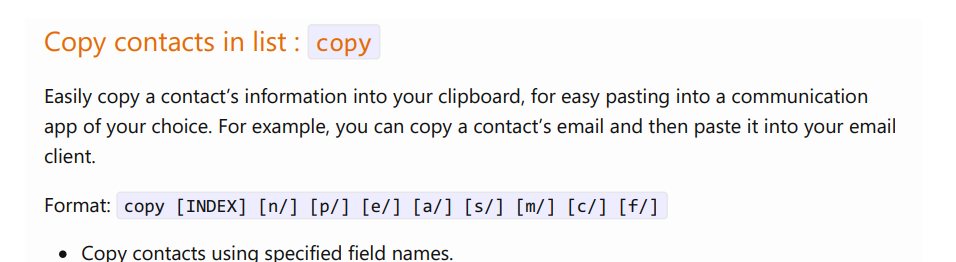 Copy contacts in list : copy
Easily copy a contact’s information into your clipboard, for easy pasting into a communication
app of your choice. For example, you can copy a contact’s email and then paste it into your email
client.
Format: copy [INDEX] [n/] [p/] [e/] [a/] [s/] [m/] [c/] [f/]
• Copy contacts using specified field names.